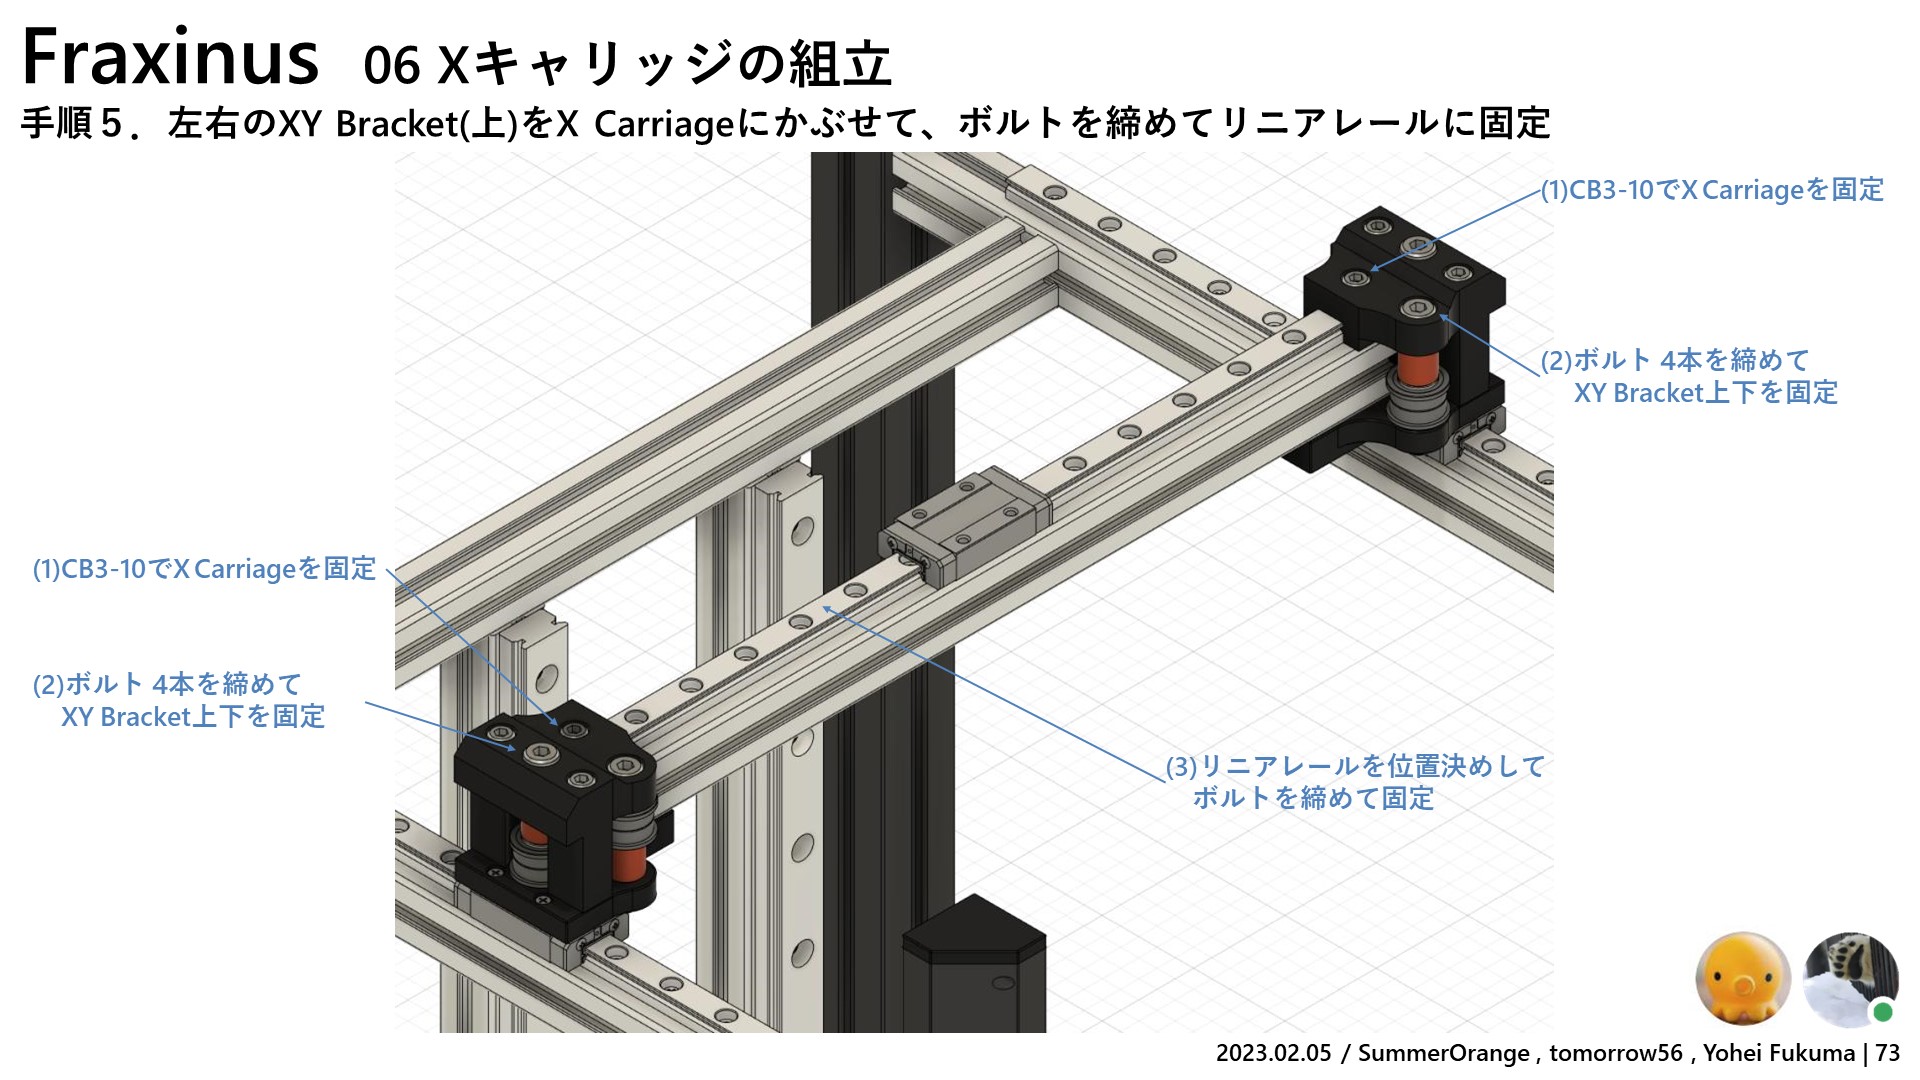 Fraxinus 06 Xキャリッジの組立
手順５．左右のXY Bracket(上)をX Carriageにかぶせて、ボルトを締めてリニアレールに固定
(1)CB3-10でX Carriageを固定
(2)ボルト 4本を締めて
XY Bracket上下を固定
(1)CB3-10でX Carriageを固定
(2)ボルト 4本を締めて
XY Bracket上下を固定
(3)リニアレールを位置決めして
ボルトを締めて固定
2023.02.05 / SummerOrange , tomorrow56 , Yohei Fukuma | 73